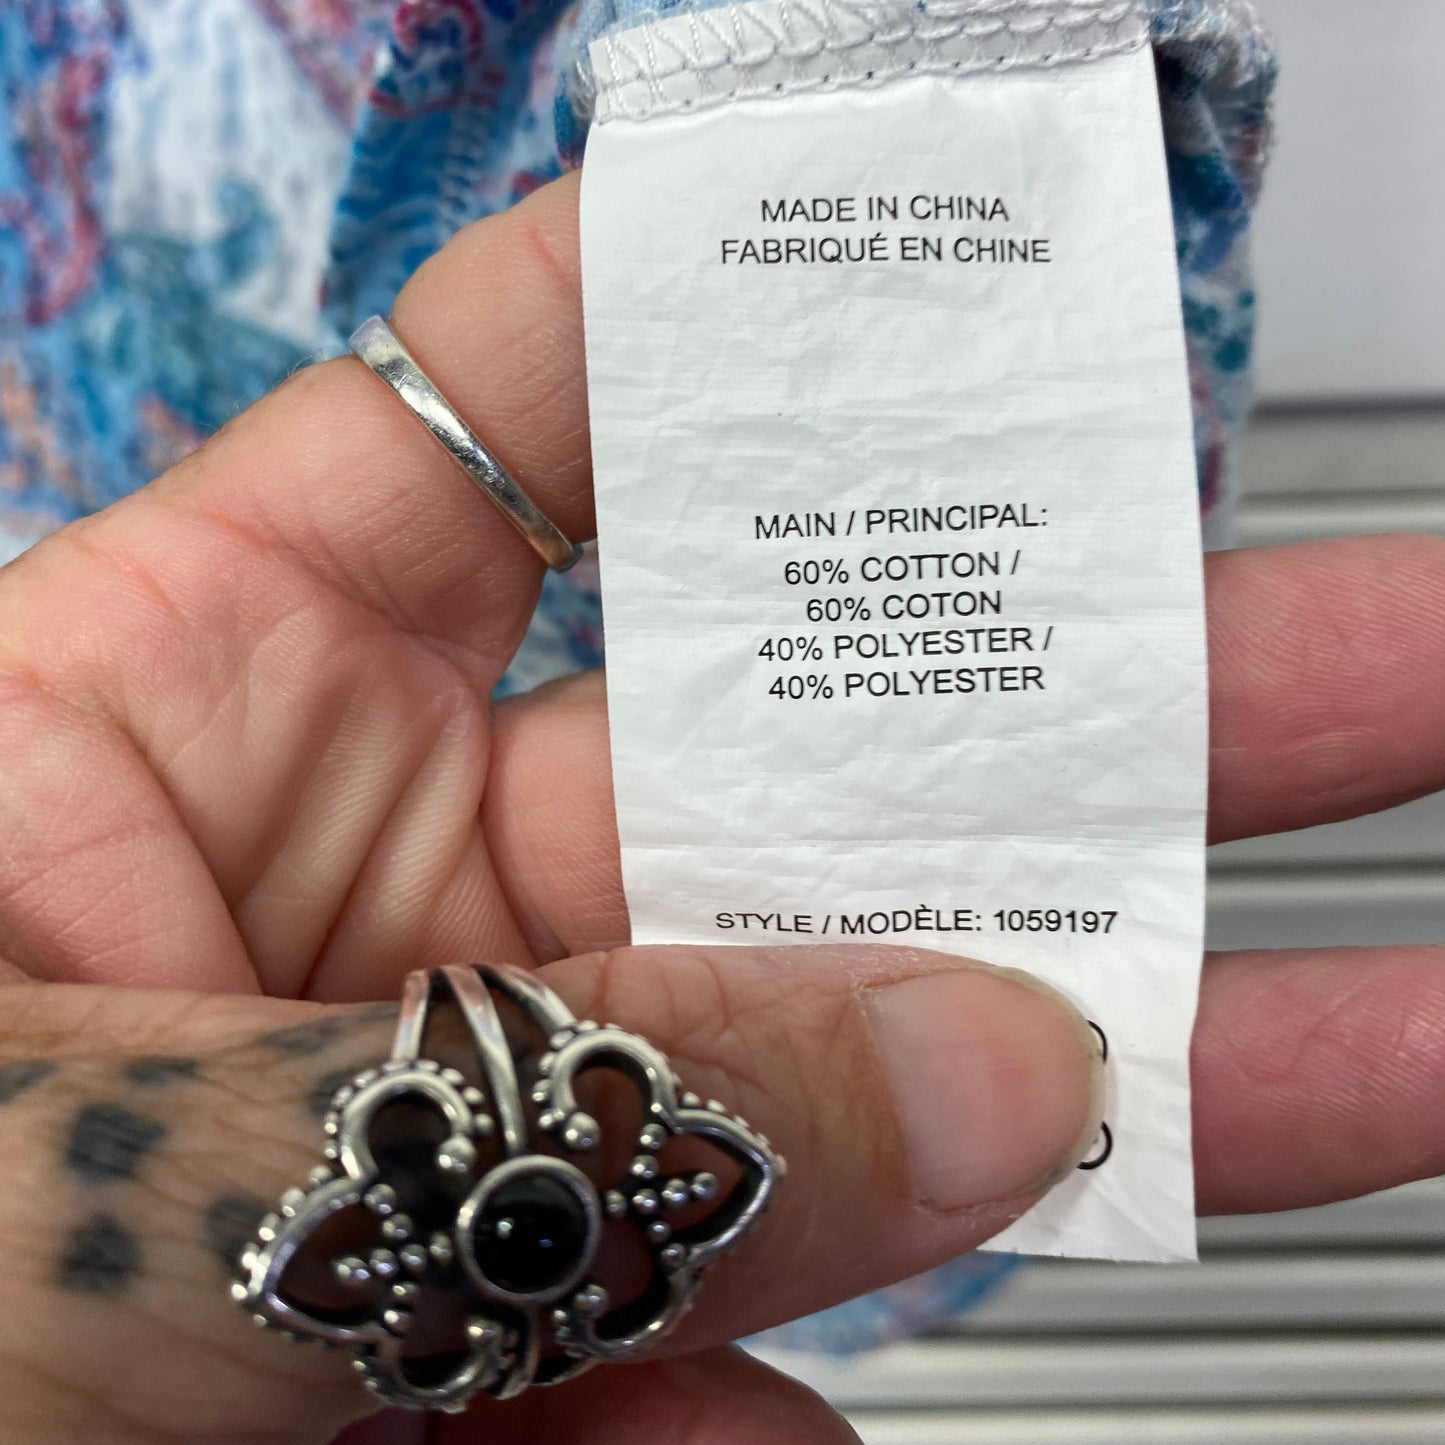 MADE IN CHINA
FABRIQUÉ EN CHINE
MAIN / PRINCIPAL:
60% COTTON /
60% COTON
40% POLYESTER /
40% POLYESTER
STYLE / MODÈLE: 1059197